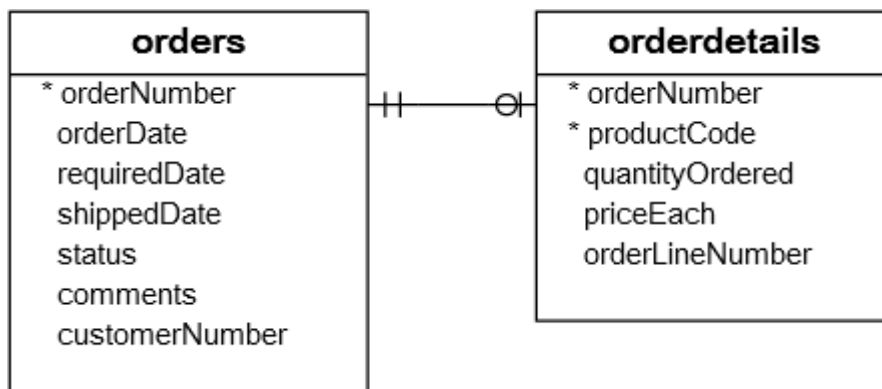 orders
* orderNumber
orderDate
requiredDate
shippedDate
status
comments
customerNumber
orderdetails
* orderNumber
* productCode
quantityOrdered
priceEach
orderLineNumber